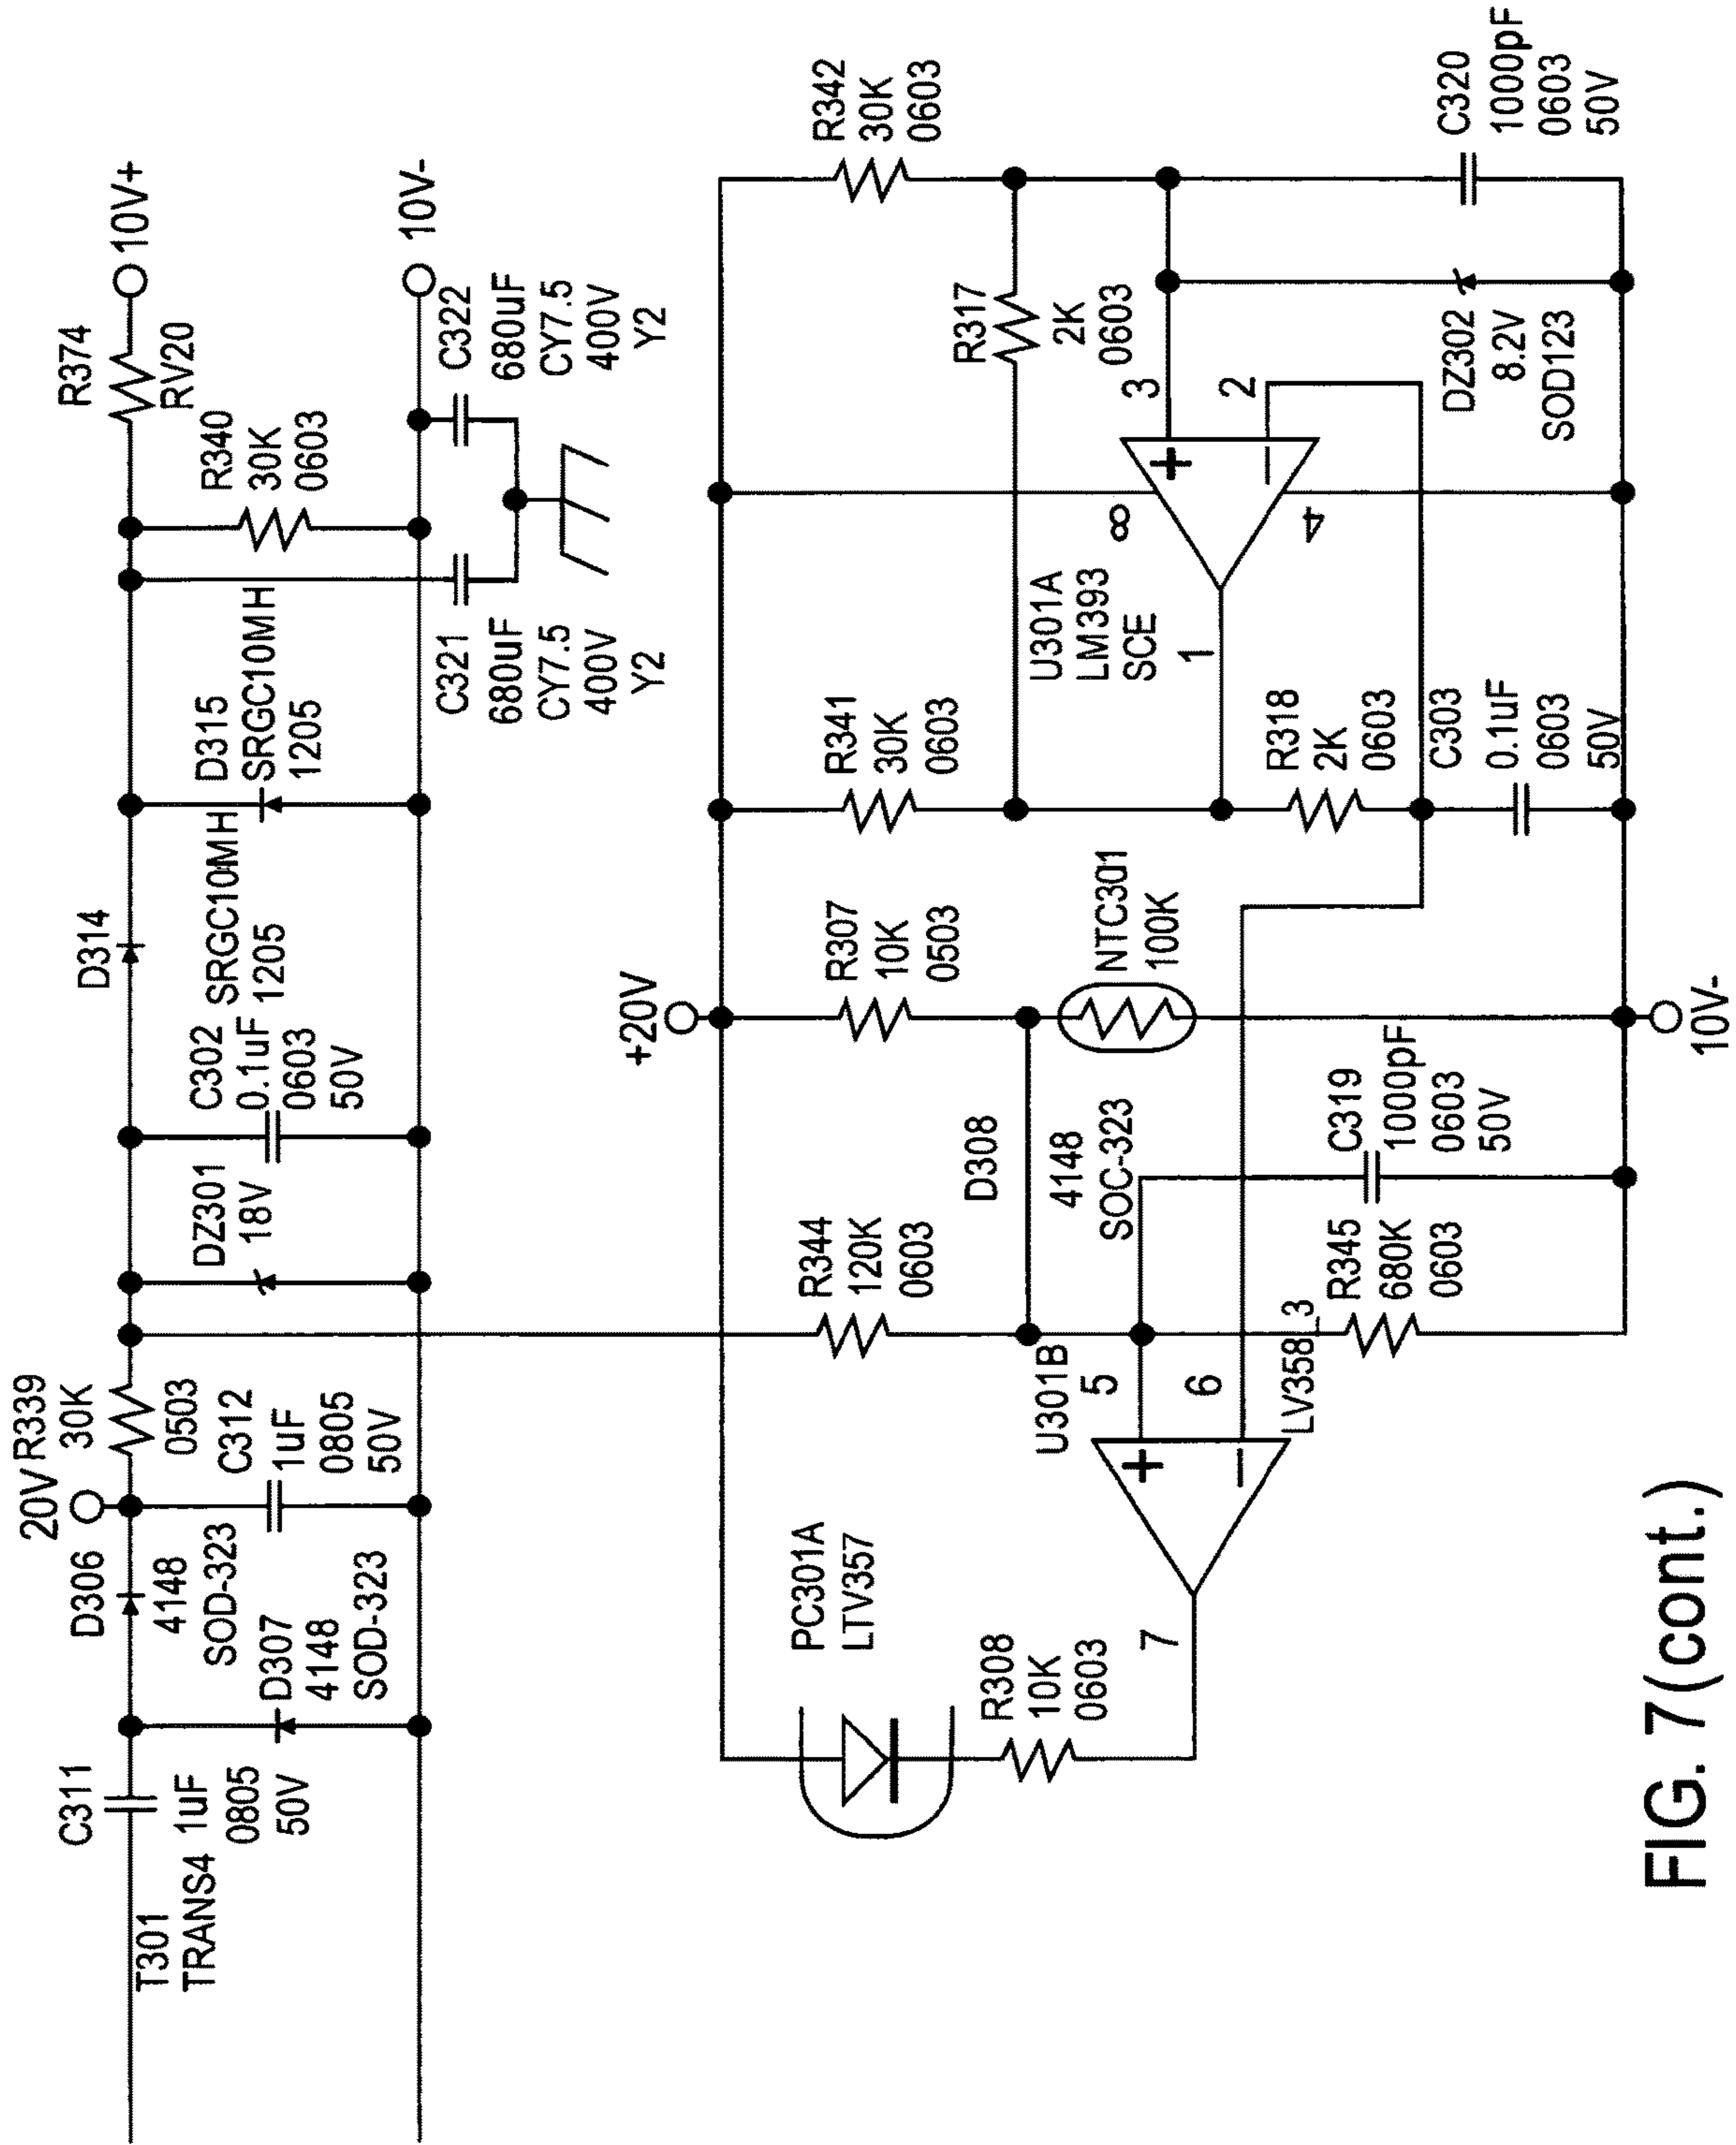 T301
TRANS4
C311
1uF
0805
50V
D306
4148
SOD-323
D307
4148
SOD-323
20V
R339
30K
0503
C312
1uF
0805
50V
DZ301
18V
C302
0.1uF
0603
50V
D314
SRGC10MH
1205
D315
SRGC10MH
1205
C321
680uF
CY7.5
400V
Y2
R340
30K
0603
C322
680uF
CY7.5
400V
Y2
R374
RV20
10V+
10V-
PC301A
LTV357
R308
10K
0603
7
U301B
5
6
LV358_3
+
−
R344
120K
0603
R345
680K
0603
D308
4148
SOC-323
C319
1000pF
0603
50V
+20V
R307
10K
0503
NTC301
100K
10V-
R341
30K
0603
R318
2K
0603
C303
0.1uF
0603
50V
U301A
LM393
SCE
1
8
4
+
−
3
2
R317
2K
0603
DZ302
8.2V
SOD123
R342
30K
0603
C320
1000pF
0603
50V
FIG. 7(cont.)